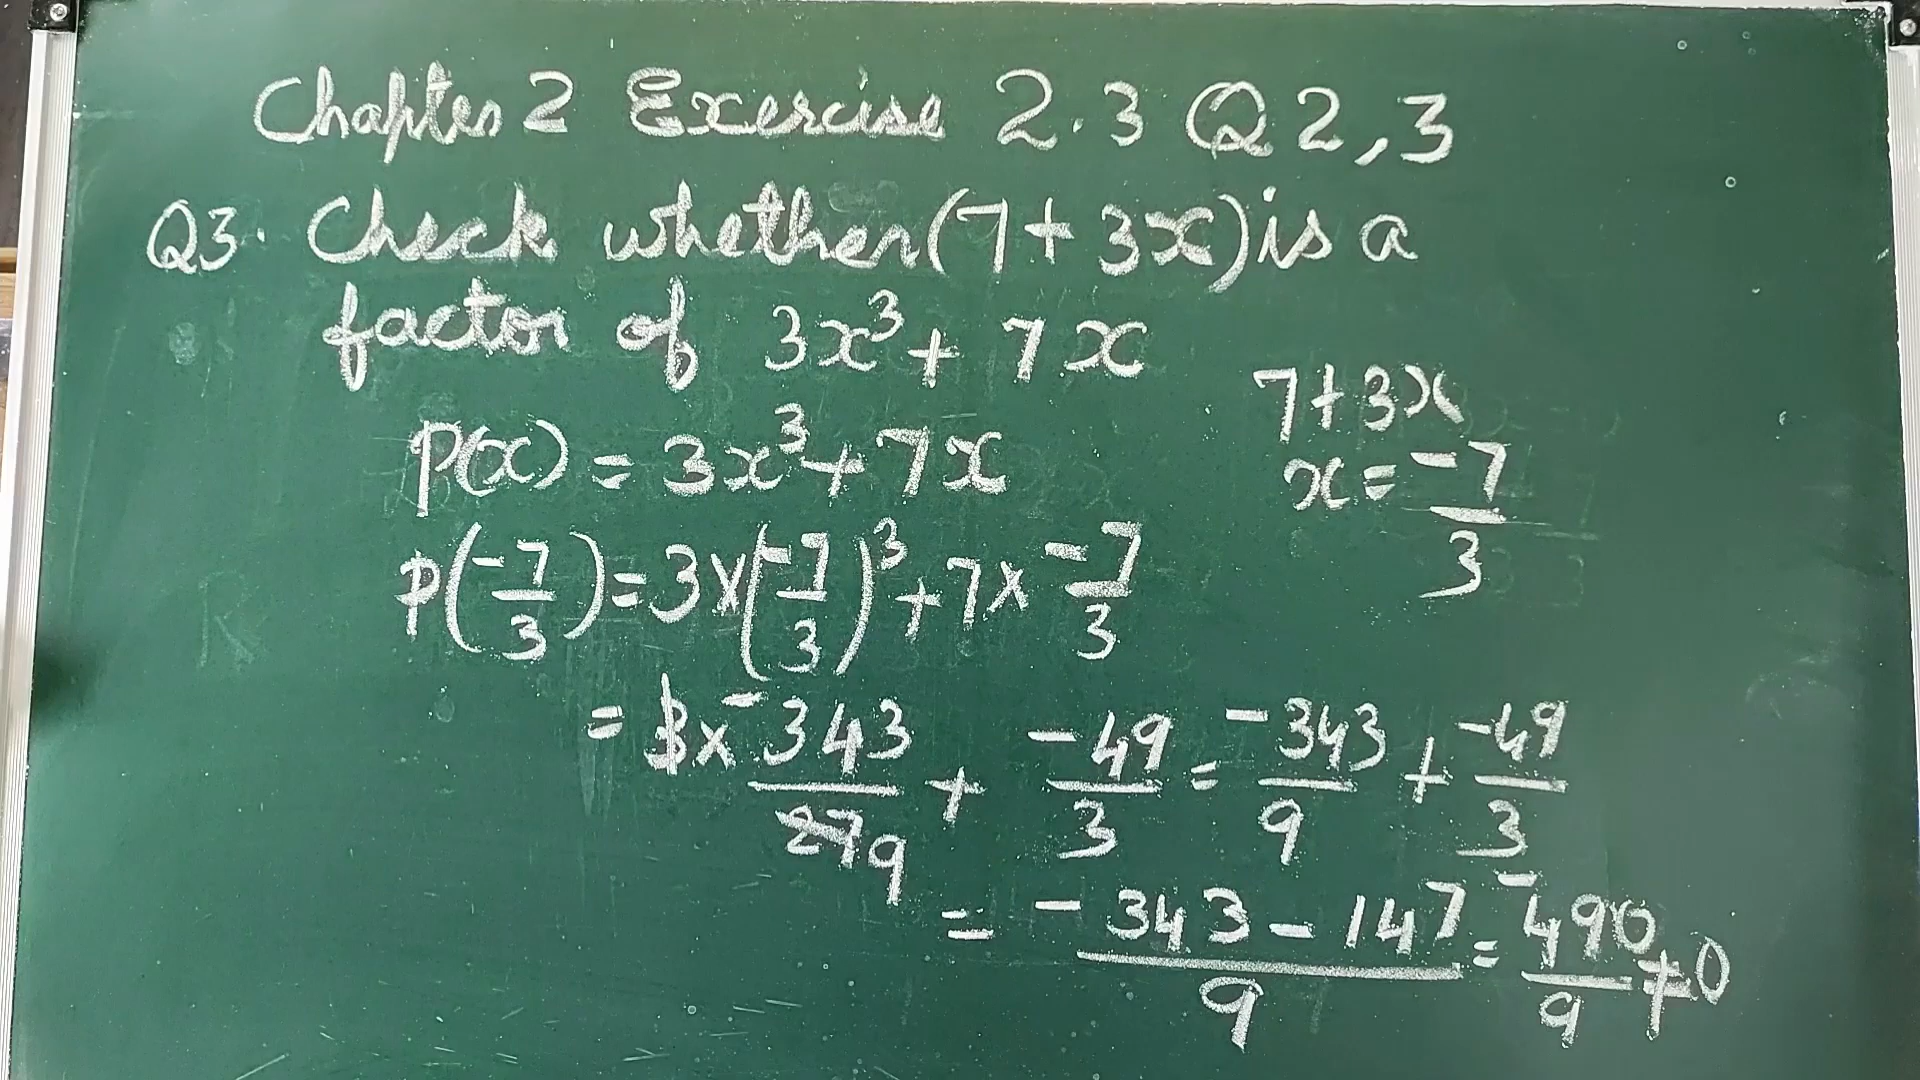 Chapter 2 Exercise 2.3 Q2,3
Q3. Check whether (7+3x) is a
factor of 3x³ + 7x
7+3x
P(x) = 3x³ + 7x
x = -7/3
P(-7/3) = 3×(-7/3)³ + 7× -7/3
= 3× -343/27 9 + -49/3 = -343/9 + -49/3
= -343-147/9 = -490/9 ≠ 0